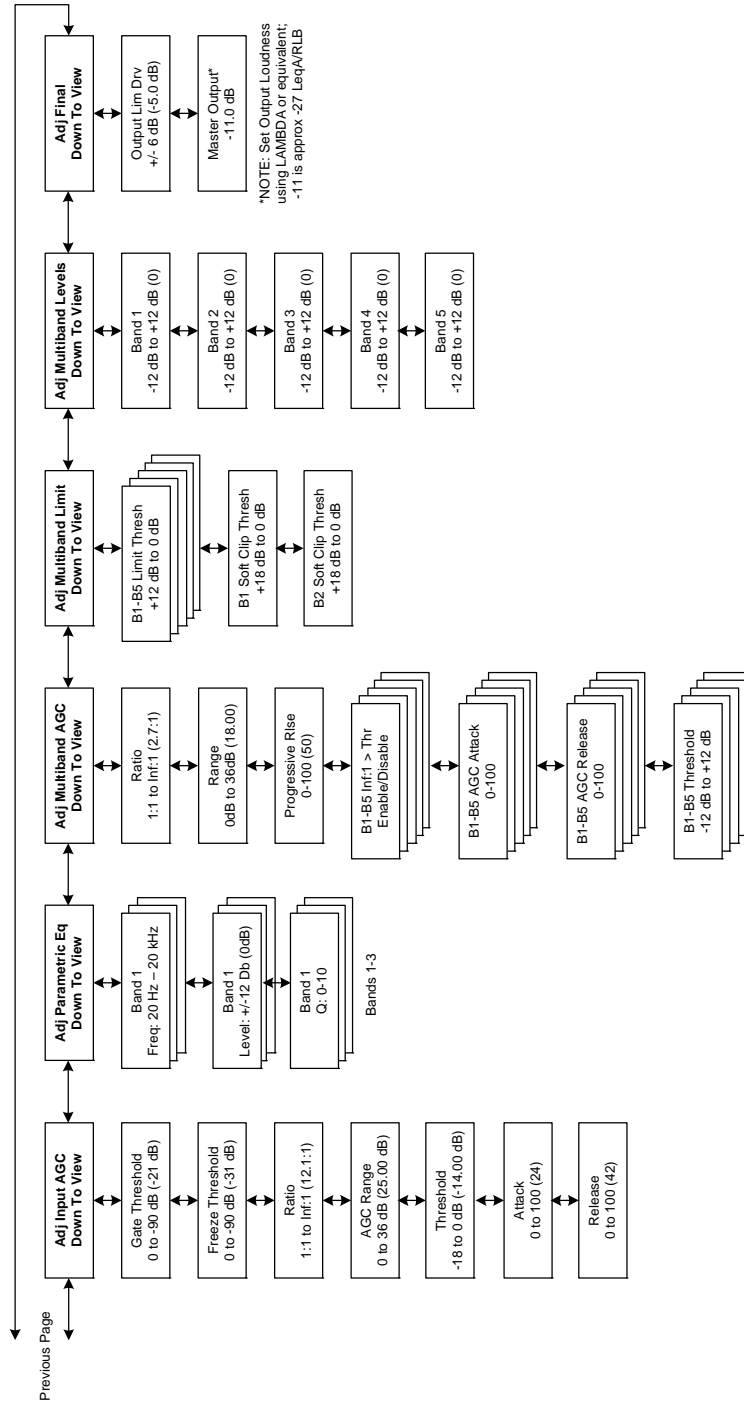 Previous Page
Adj Input AGC
Down To View
Gate Threshold
0 to -90 dB (-21 dB)
Freeze Threshold
0 to -90 dB (-31 dB)
Ratio
1:1 to Inf:1 (12.1:1)
AGC Range
0 to 36 dB (25.00 dB)
Threshold
-18 to 0 dB (-14.00 dB)
Attack
0 to 100 (24)
Release
0 to 100 (42)
Adj Parametric Eq
Down To View
Band 1
Freq: 20 Hz – 20 kHz
Band 1
Level: +/-12 Db (0dB)
Band 1
Q: 0-10
Bands 1-3
Adj Multiband AGC
Down To View
Ratio
1:1 to Inf:1 (2.7:1)
Range
0dB to 36dB (18.00)
Progressive RIse
0-100 (50)
B1-B5 Inf:1 > Thr
Enable/Disable
B1-B5 AGC Attack
0-100
B1-B5 AGC Release
0-100
B1-B5 Threshold
-12 dB to +12 dB
Adj Multiband Limit
Down To View
B1-B5 Limit Thresh
+12 dB to 0 dB
B1 Soft Clip Thresh
+18 dB to 0 dB
B2 Soft Clip Thresh
+18 dB to 0 dB
Adj Multiband Levels
Down To View
Band 1
-12 dB to +12 dB (0)
Band 2
-12 dB to +12 dB (0)
Band 3
-12 dB to +12 dB (0)
Band 4
-12 dB to +12 dB (0)
Band 5
-12 dB to +12 dB (0)
Adj Final
Down To View
Output Lim Drv
+/- 6 dB (-5.0 dB)
Master Output*
-11.0 dB
*NOTE: Set Output Loudness
using LAMBDA or equivalent;
-11 is approx -27 LeqA/RLB